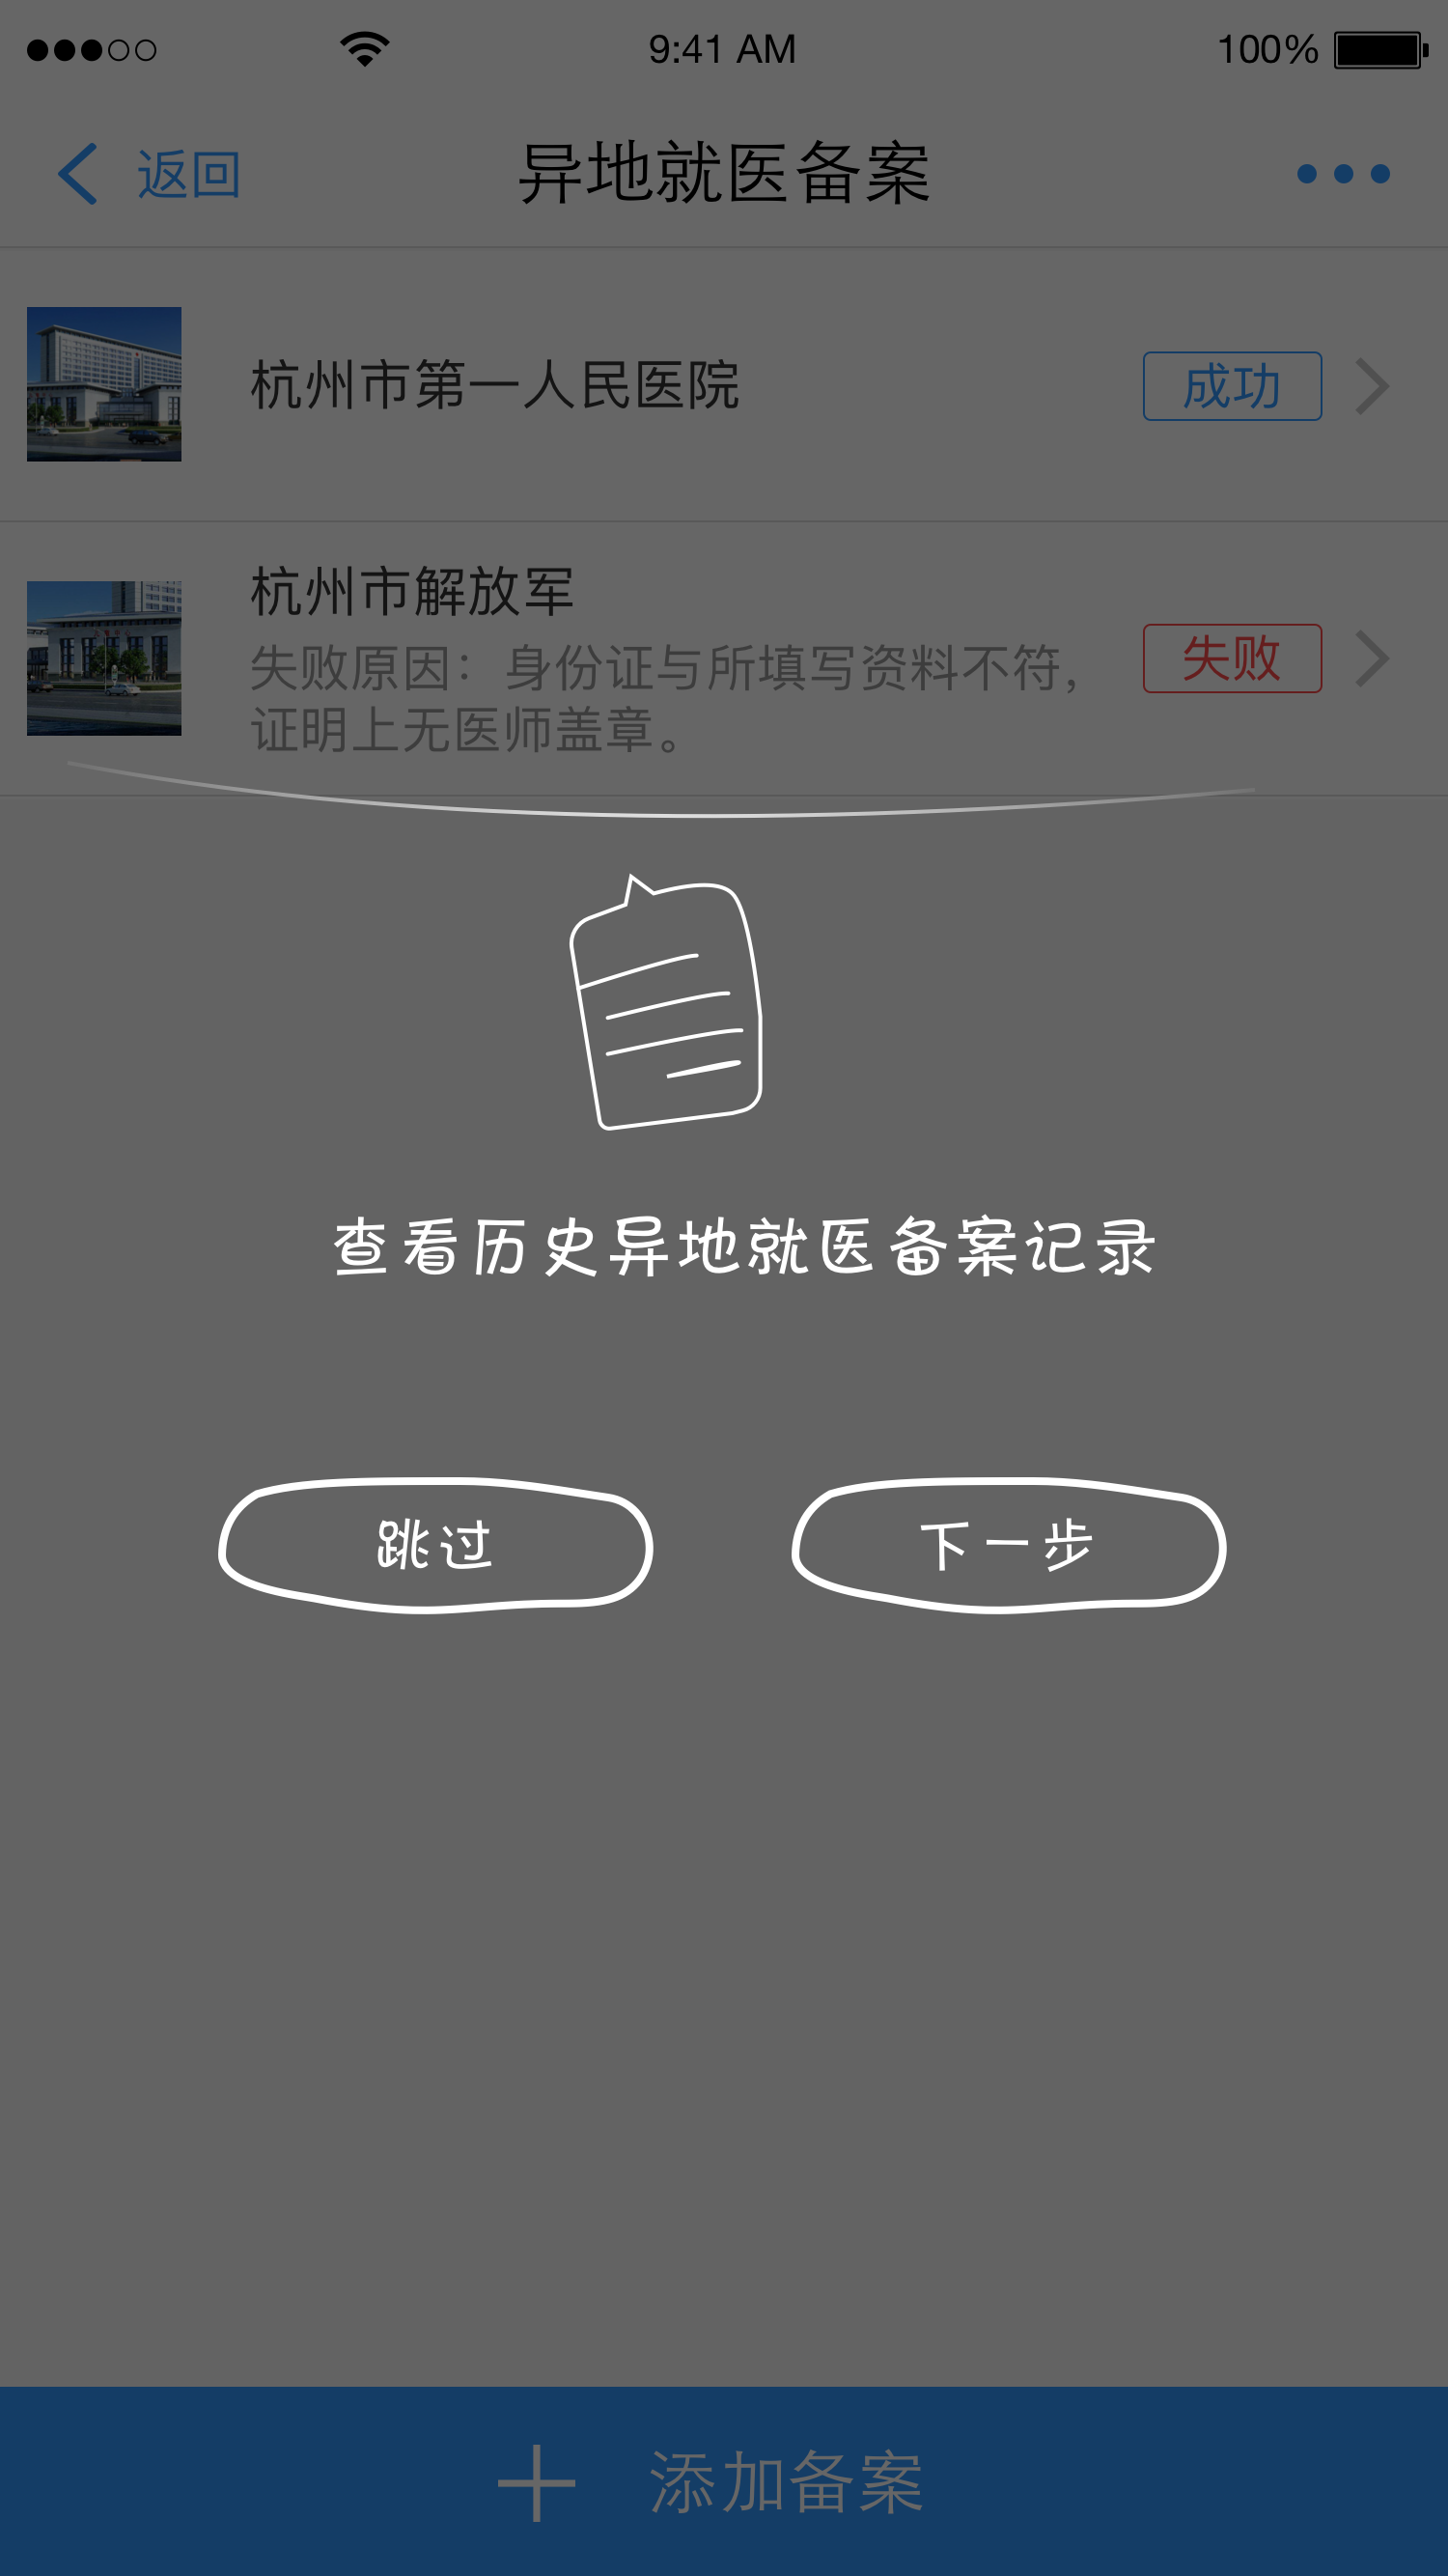 9:41 AM
100%
返回
异地就医备案
杭州市第一人民医院
成功
杭州市解放军
失败原因：身份证与所填写资料不符，
证明上无医师盖章。
失败
查看历史异地就医备案记录
跳过
下一步
添加备案